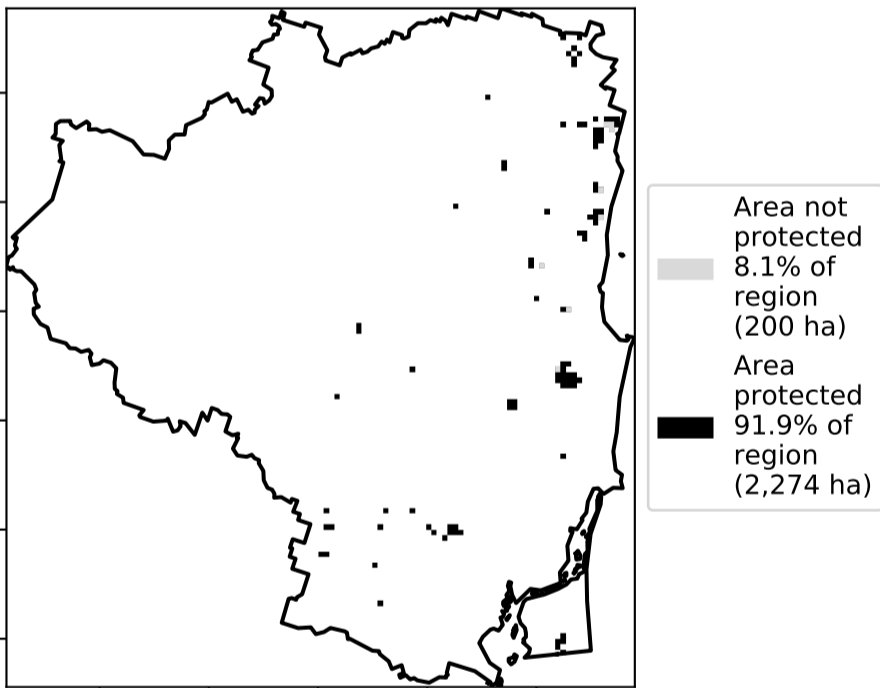 Area not
protected
8.1% of
region
(200 ha)
Area
protected
91.9% of
region
(2,274 ha)